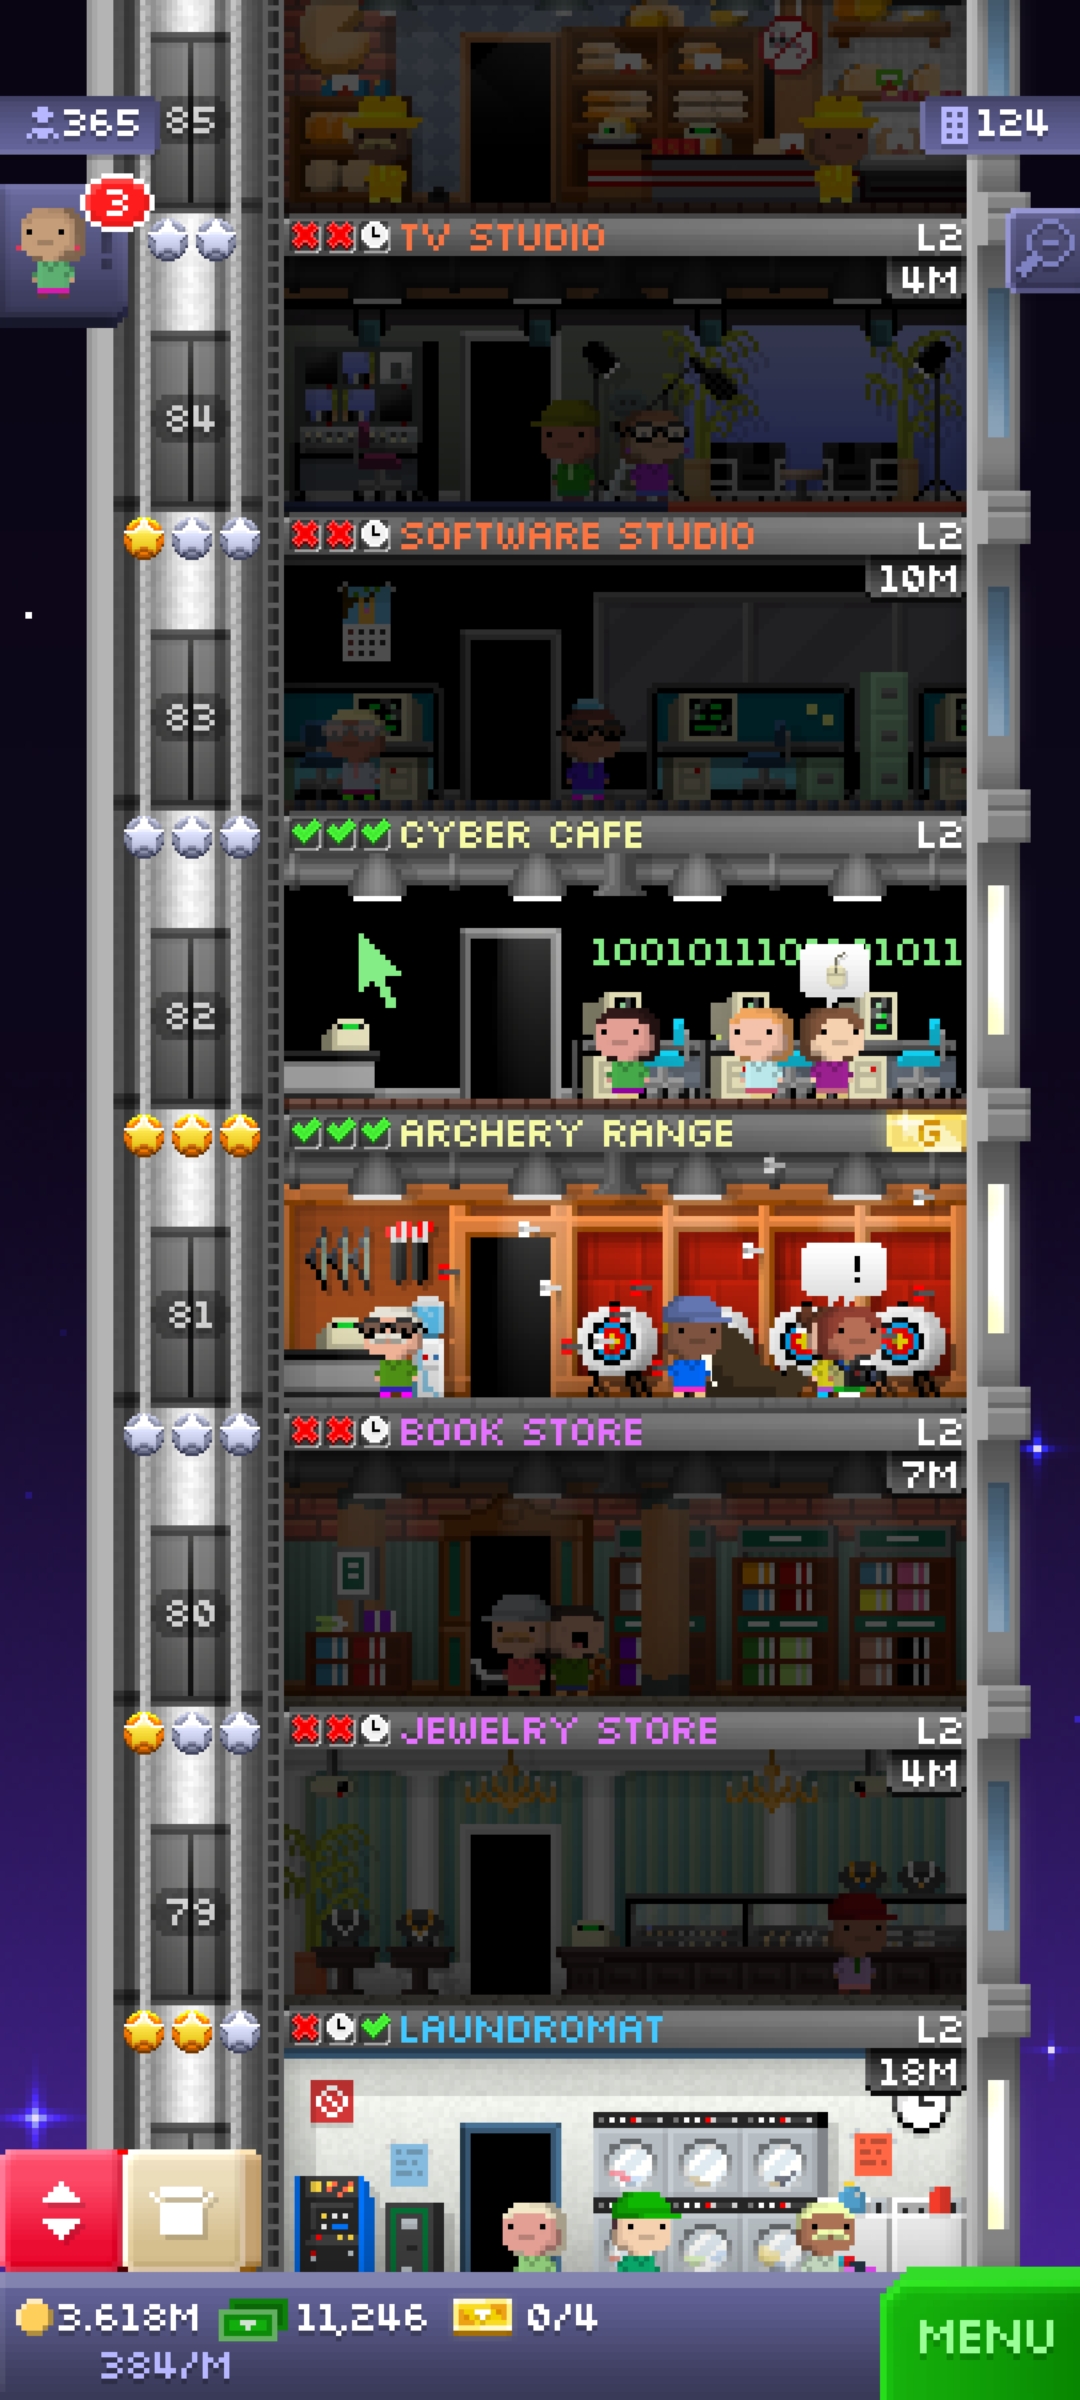 365
85
124
3
TV STUDIO
L2
4M
84
SOFTWARE STUDIO
L2
10M
83
CYBER CAFE
L2
82
ARCHERY RANGE
G
!
81
BOOK STORE
L2
7M
80
JEWELRY STORE
L2
4M
79
LAUNDROMAT
L2
18M
3.618M
11,246
0/4
384/M
MENU